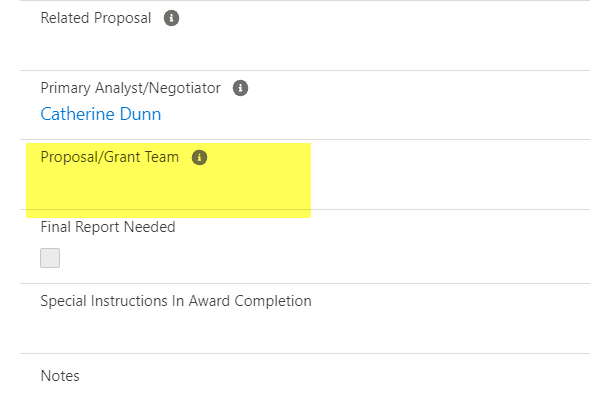 Related Proposal
Primary Analyst/Negotiator
Catherine Dunn
Proposal/Grant Team
Final Report Needed
Special Instructions In Award Completion
Notes